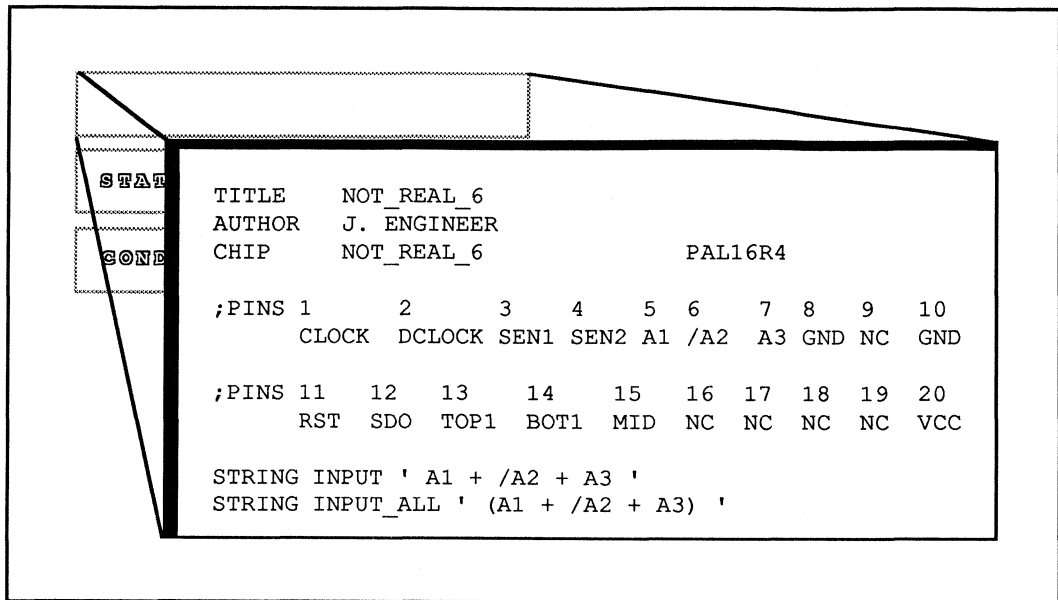 STAT
COND
TITLE NOT_REAL_6
AUTHOR J. ENGINEER
CHIP NOT_REAL_6 PAL16R4
;PINS 1 2 3 4 5 6 7 8 9 10
CLOCK DCLOCK SEN1 SEN2 A1 /A2 A3 GND NC GND
;PINS 11 12 13 14 15 16 17 18 19 20
RST SDO TOP1 BOT1 MID NC NC NC NC VCC
STRING INPUT ' A1 + /A2 + A3 '
STRING INPUT_ALL ' (A1 + /A2 + A3) '